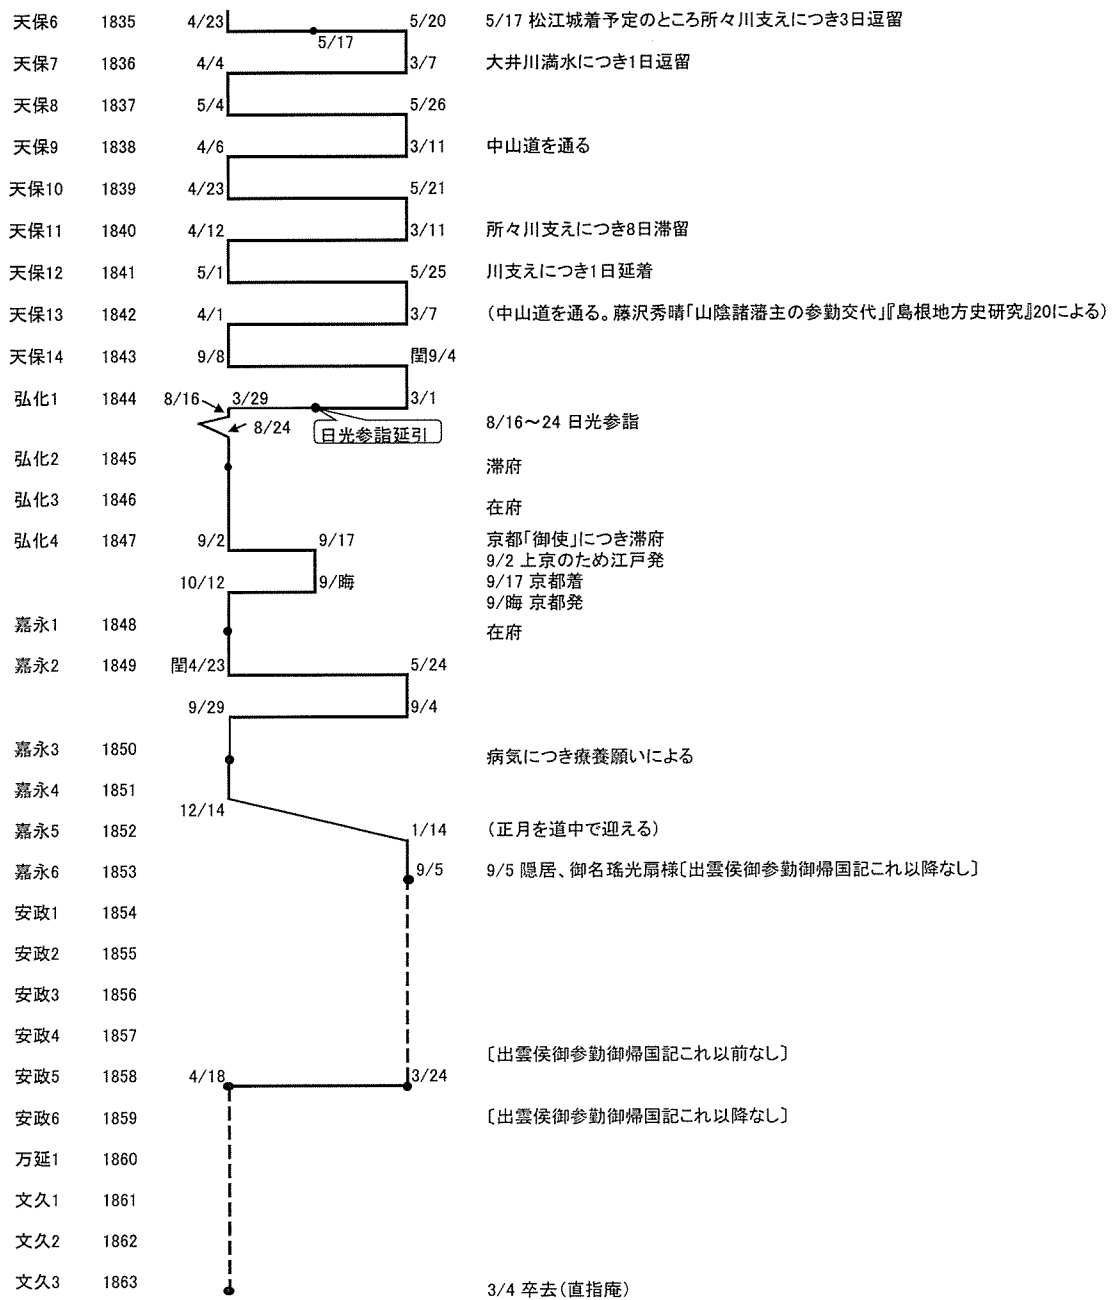 天保6 1835 4/23 5/20 5/17 松江城着予定のところ所々川支えにつき3日逗留
5/17
天保7 1836 4/4 3/7 大井川満水につき1日逗留
天保8 1837 5/4 5/26
天保9 1838 4/6 3/11 中山道を通る
天保10 1839 4/23 5/21
天保11 1840 4/12 3/11 所々川支えにつき8日滞留
天保12 1841 5/1 5/25 川支えにつき1日延着
天保13 1842 4/1 3/7 (中山道を通る。藤沢秀晴「山陰諸藩主の参勤交代」『島根地方史研究』20による)
天保14 1843 9/8 閏9/4
弘化1 1844 8/16 3/29 3/1
8/24 日光参詣延引 8/16～24 日光参詣
弘化2 1845 滞府
弘化3 1846 在府
弘化4 1847 9/2 9/17 京都「御使」につき滞府
9/2 上京のため江戸発
10/12 9/晦 9/17 京都着
9/晦 京都発
嘉永1 1848 在府
嘉永2 1849 閏4/23 5/24
9/29 9/4
嘉永3 1850 病気につき療養願いによる
嘉永4 1851
12/14
嘉永5 1852 1/14 (正月を道中で迎える)
嘉永6 1853 9/5 9/5 隠居、御名瑤光扇様〔出雲侯御参勤御帰国記これ以降なし〕
安政1 1854
安政2 1855
安政3 1856
安政4 1857
〔出雲侯御参勤御帰国記これ以前なし〕
安政5 1858 4/18 3/24
安政6 1859 〔出雲侯御参勤御帰国記これ以降なし〕
万延1 1860
文久1 1861
文久2 1862
文久3 1863 3/4 卒去(直指庵)